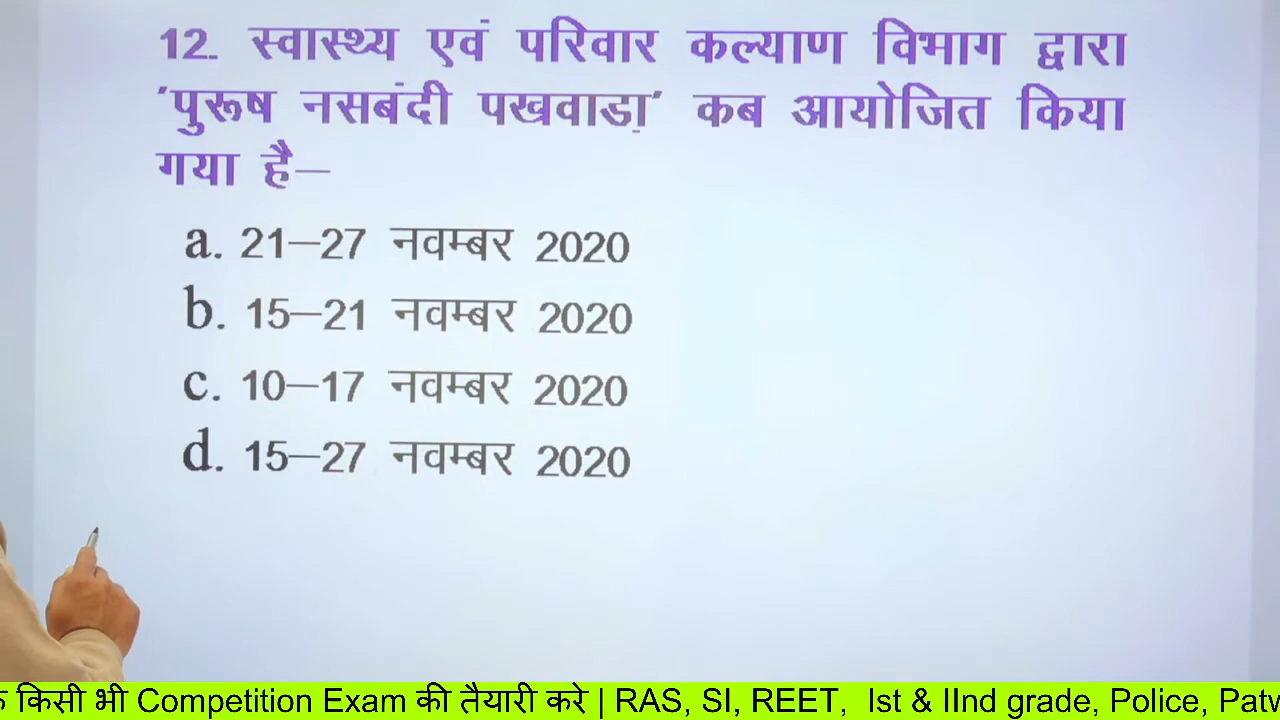 12. स्वास्थ्य एवं परिवार कल्याण विभाग द्वारा
'पुरूष नसबंदी पखवाड़ा' कब आयोजित किया
गया है—
a. 21—27 नवम्बर 2020
b. 15—21 नवम्बर 2020
c. 10—17 नवम्बर 2020
d. 15—27 नवम्बर 2020
किसी भी Competition Exam की तैयारी करे | RAS, SI, REET, Ist & IInd grade, Police,